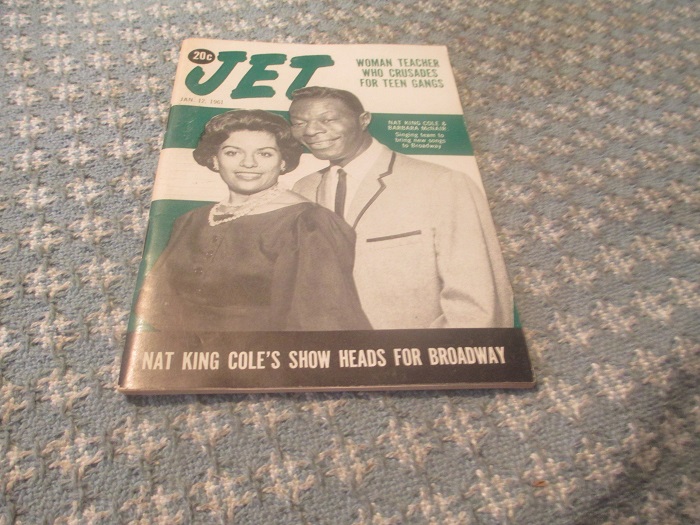 20c
JET
JAN. 12, 1961
WOMAN TEACHER
WHO CRUSADES
FOR TEEN GANGS
NAT KING COLE &
BARBARA McNAIR
Singing team to
bring new songs
to Broadway
NAT KING COLE'S SHOW HEADS FOR BROADWAY